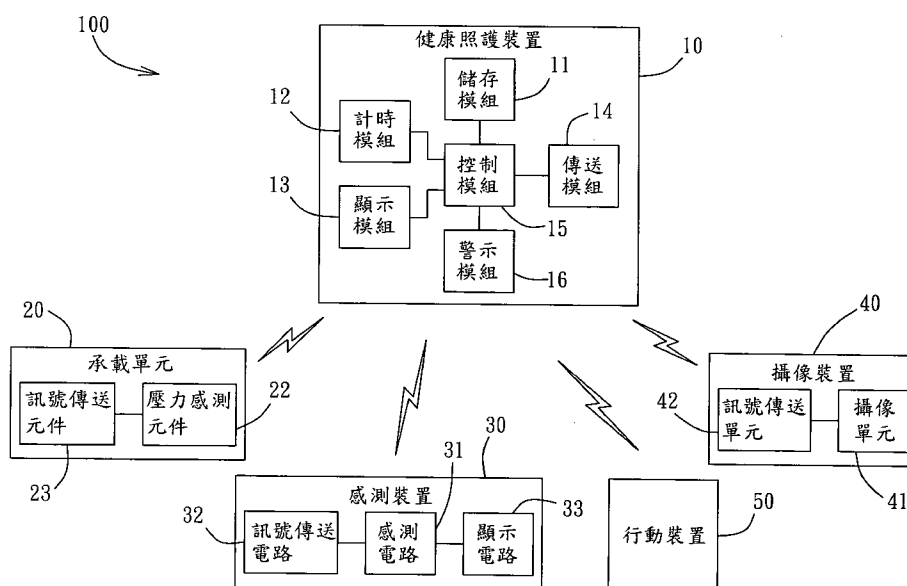 100
健康照護裝置
10
儲存
模組
11
12
計時
模組
14
控制
模組
傳送
模組
13
顯示
模組
15
警示
模組
16
20
承載單元
訊號傳送
元件
壓力感測
元件
22
23
40
攝像裝置
42
訊號傳送
單元
攝像
單元
41
30
31
感測裝置
32
33
訊號傳送
電路
感測
電路
顯示
電路
行動裝置
50